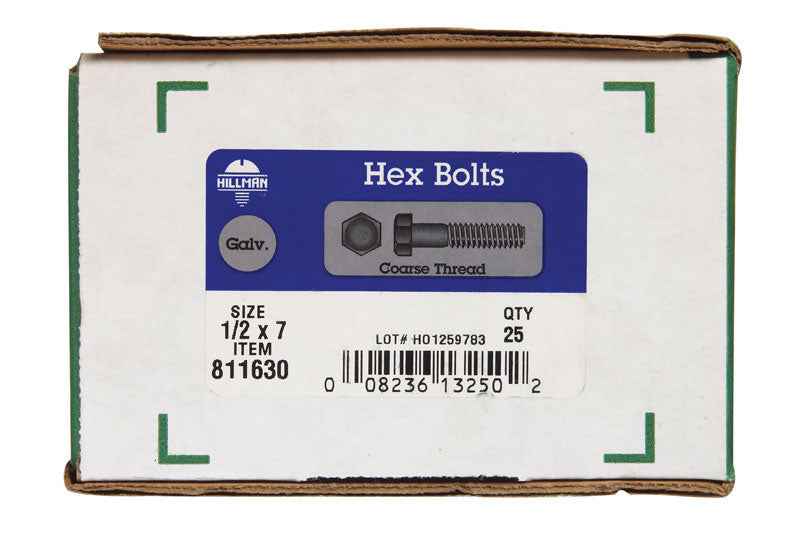 Hex Bolts
HILLMAN
Galv.
Coarse Thread
SIZE
1/2 x 7
ITEM
811630
QTY
25
LOT# H01259783
0 08236 13250 2